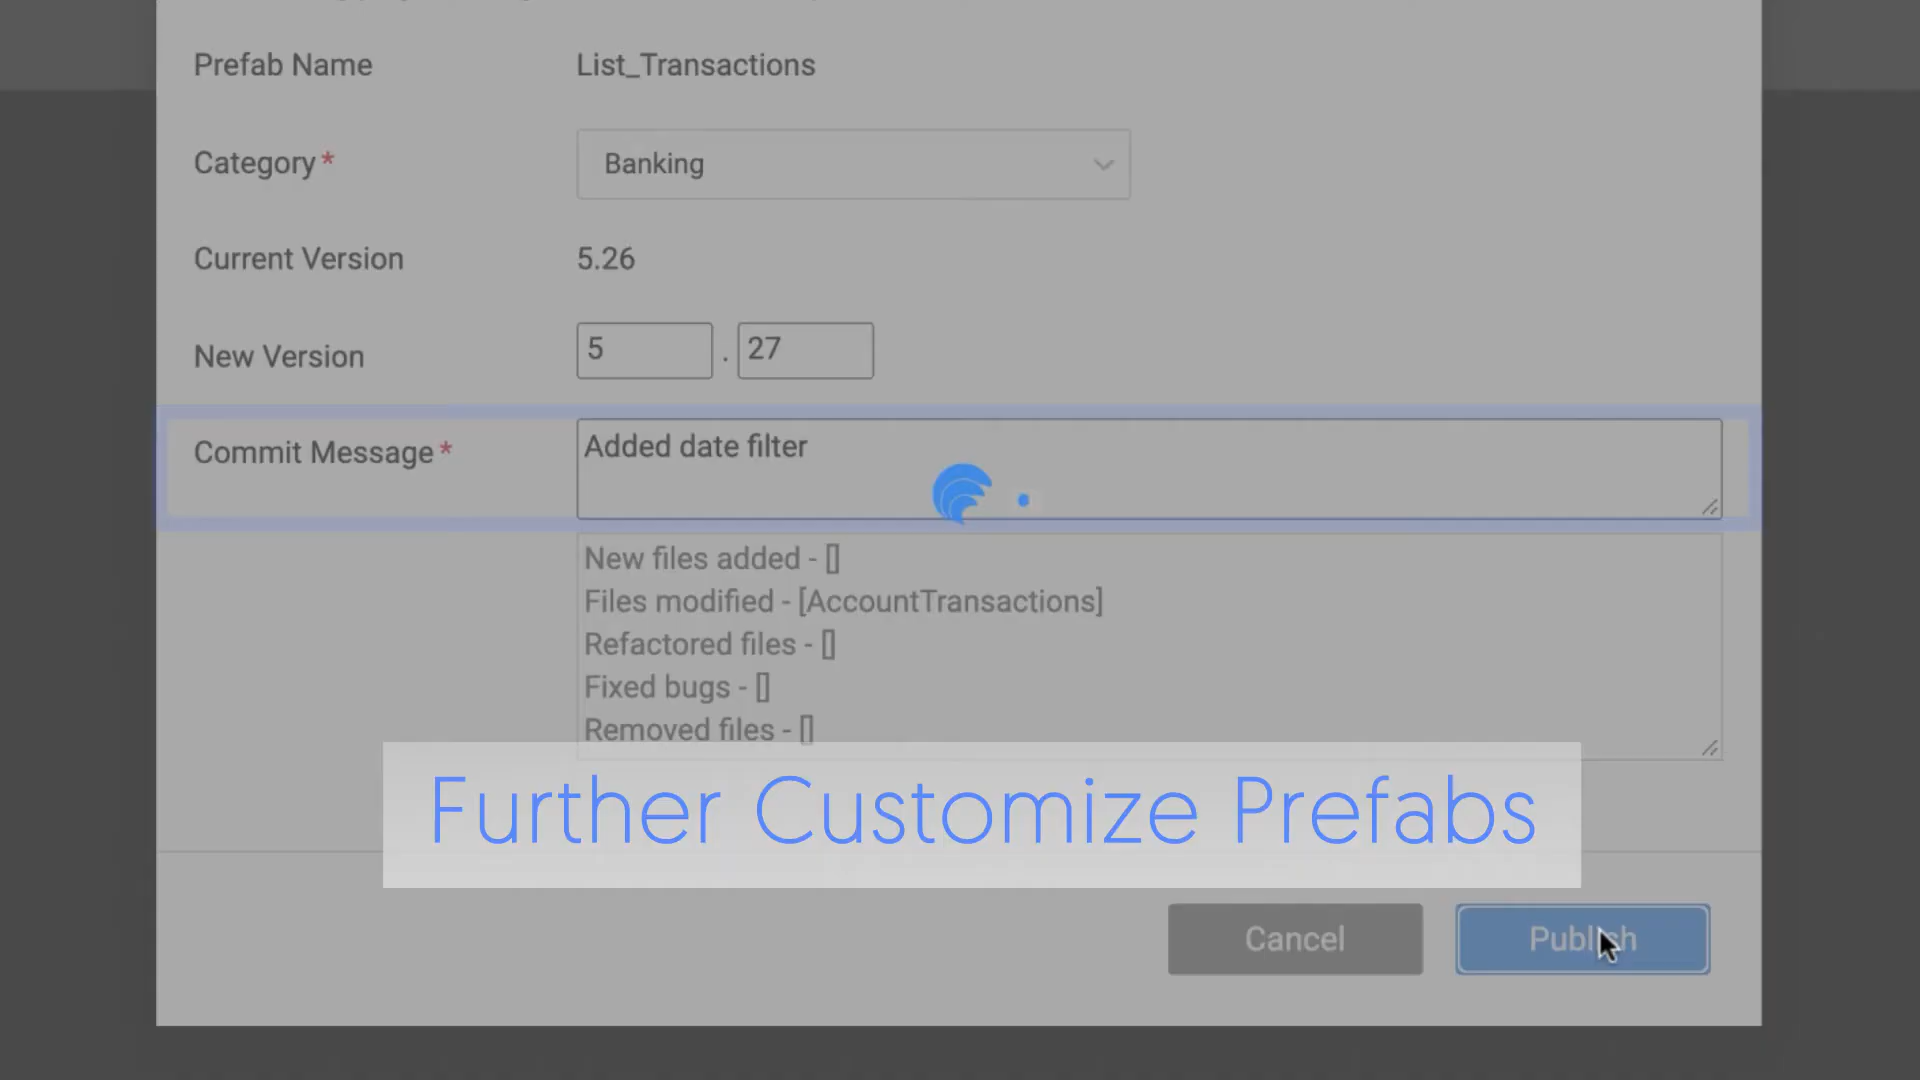 Prefab Name List_Transactions
Category * Banking
Current Version 5.26
New Version 5 . 27
Commit Message * Added date filter
New files added - []
Files modified - [AccountTransactions]
Refactored files - []
Fixed bugs - []
Removed files - []
Further Customize Prefabs
Cancel Publish